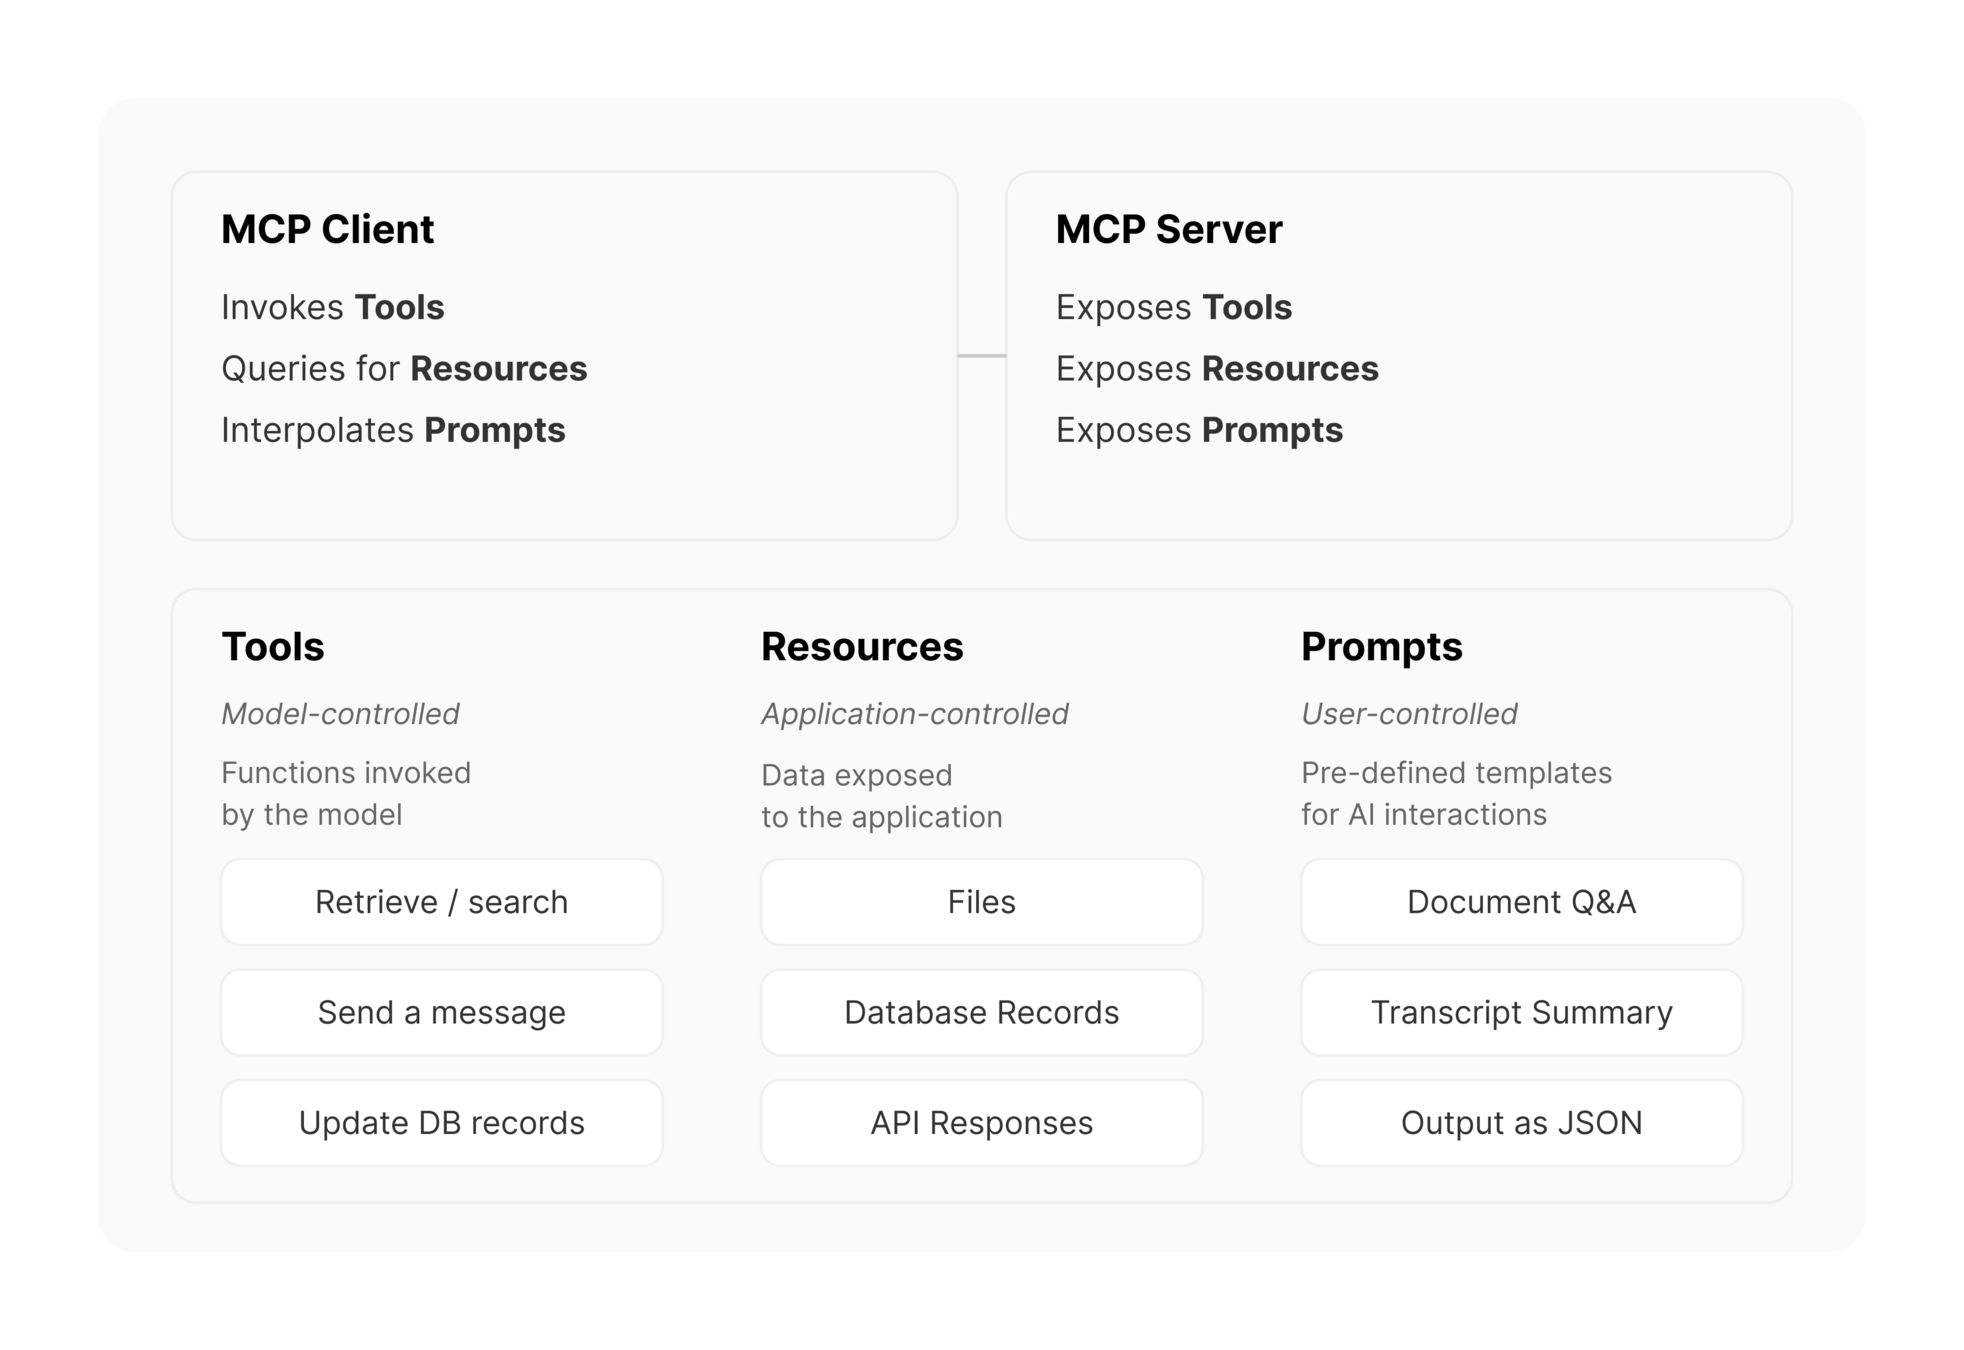 MCP Client
Invokes Tools
Queries for Resources
Interpolates Prompts
MCP Server
Exposes Tools
Exposes Resources
Exposes Prompts
Tools
Model-controlled
Functions invoked
by the model
Retrieve / search
Send a message
Update DB records
Resources
Application-controlled
Data exposed
to the application
Files
Database Records
API Responses
Prompts
User-controlled
Pre-defined templates
for AI interactions
Document Q&A
Transcript Summary
Output as JSON